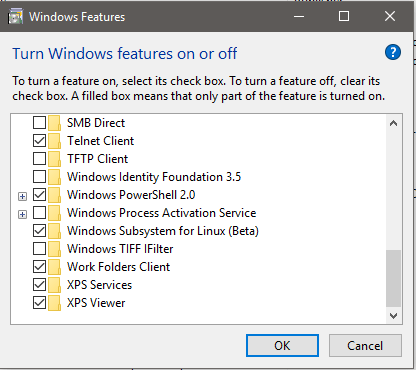 Windows Features
Turn Windows features on or off
To turn a feature on, select its check box. To turn a feature off, clear its
check box. A filled box means that only part of the feature is turned on.
SMB Direct
Telnet Client
TFTP Client
Windows Identity Foundation 3.5
Windows PowerShell 2.0
Windows Process Activation Service
Windows Subsystem for Linux (Beta)
Windows TIFF IFilter
Work Folders Client
XPS Services
XPS Viewer
OK Cancel